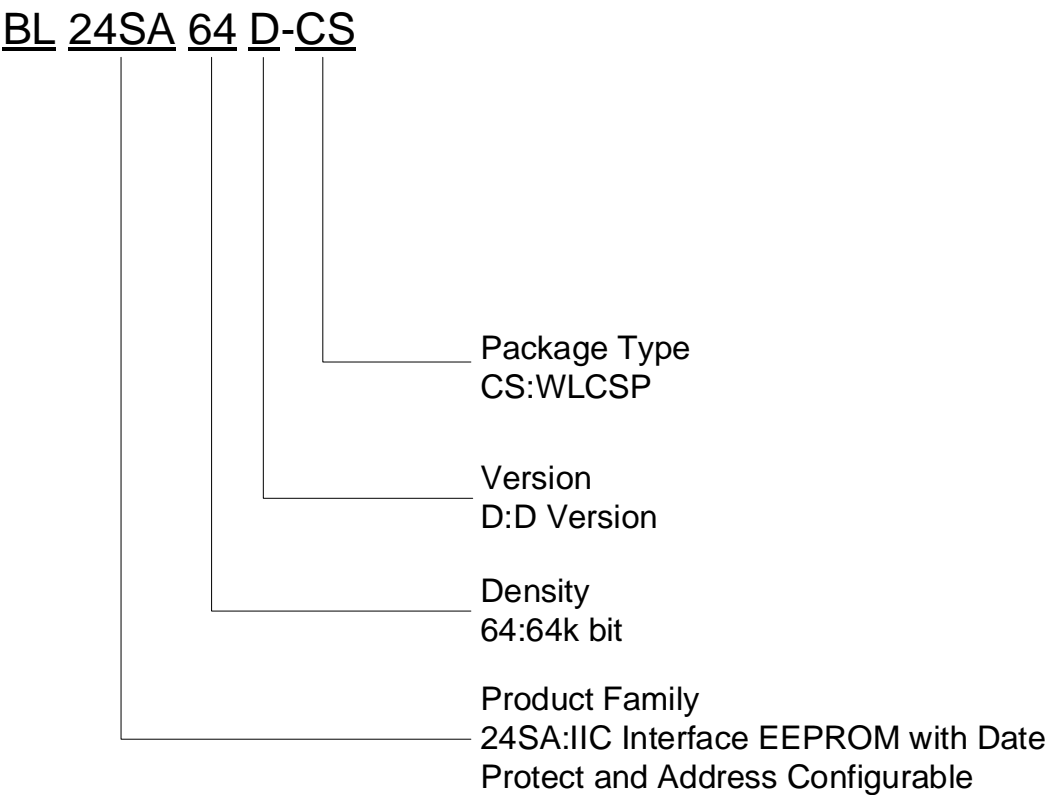 BL 24SA 64 D-CS
Package Type
CS:WLCSP
Version
D:D Version
Density
64:64k bit
Product Family
24SA:IIC Interface EEPROM with Date
Protect and Address Configurable